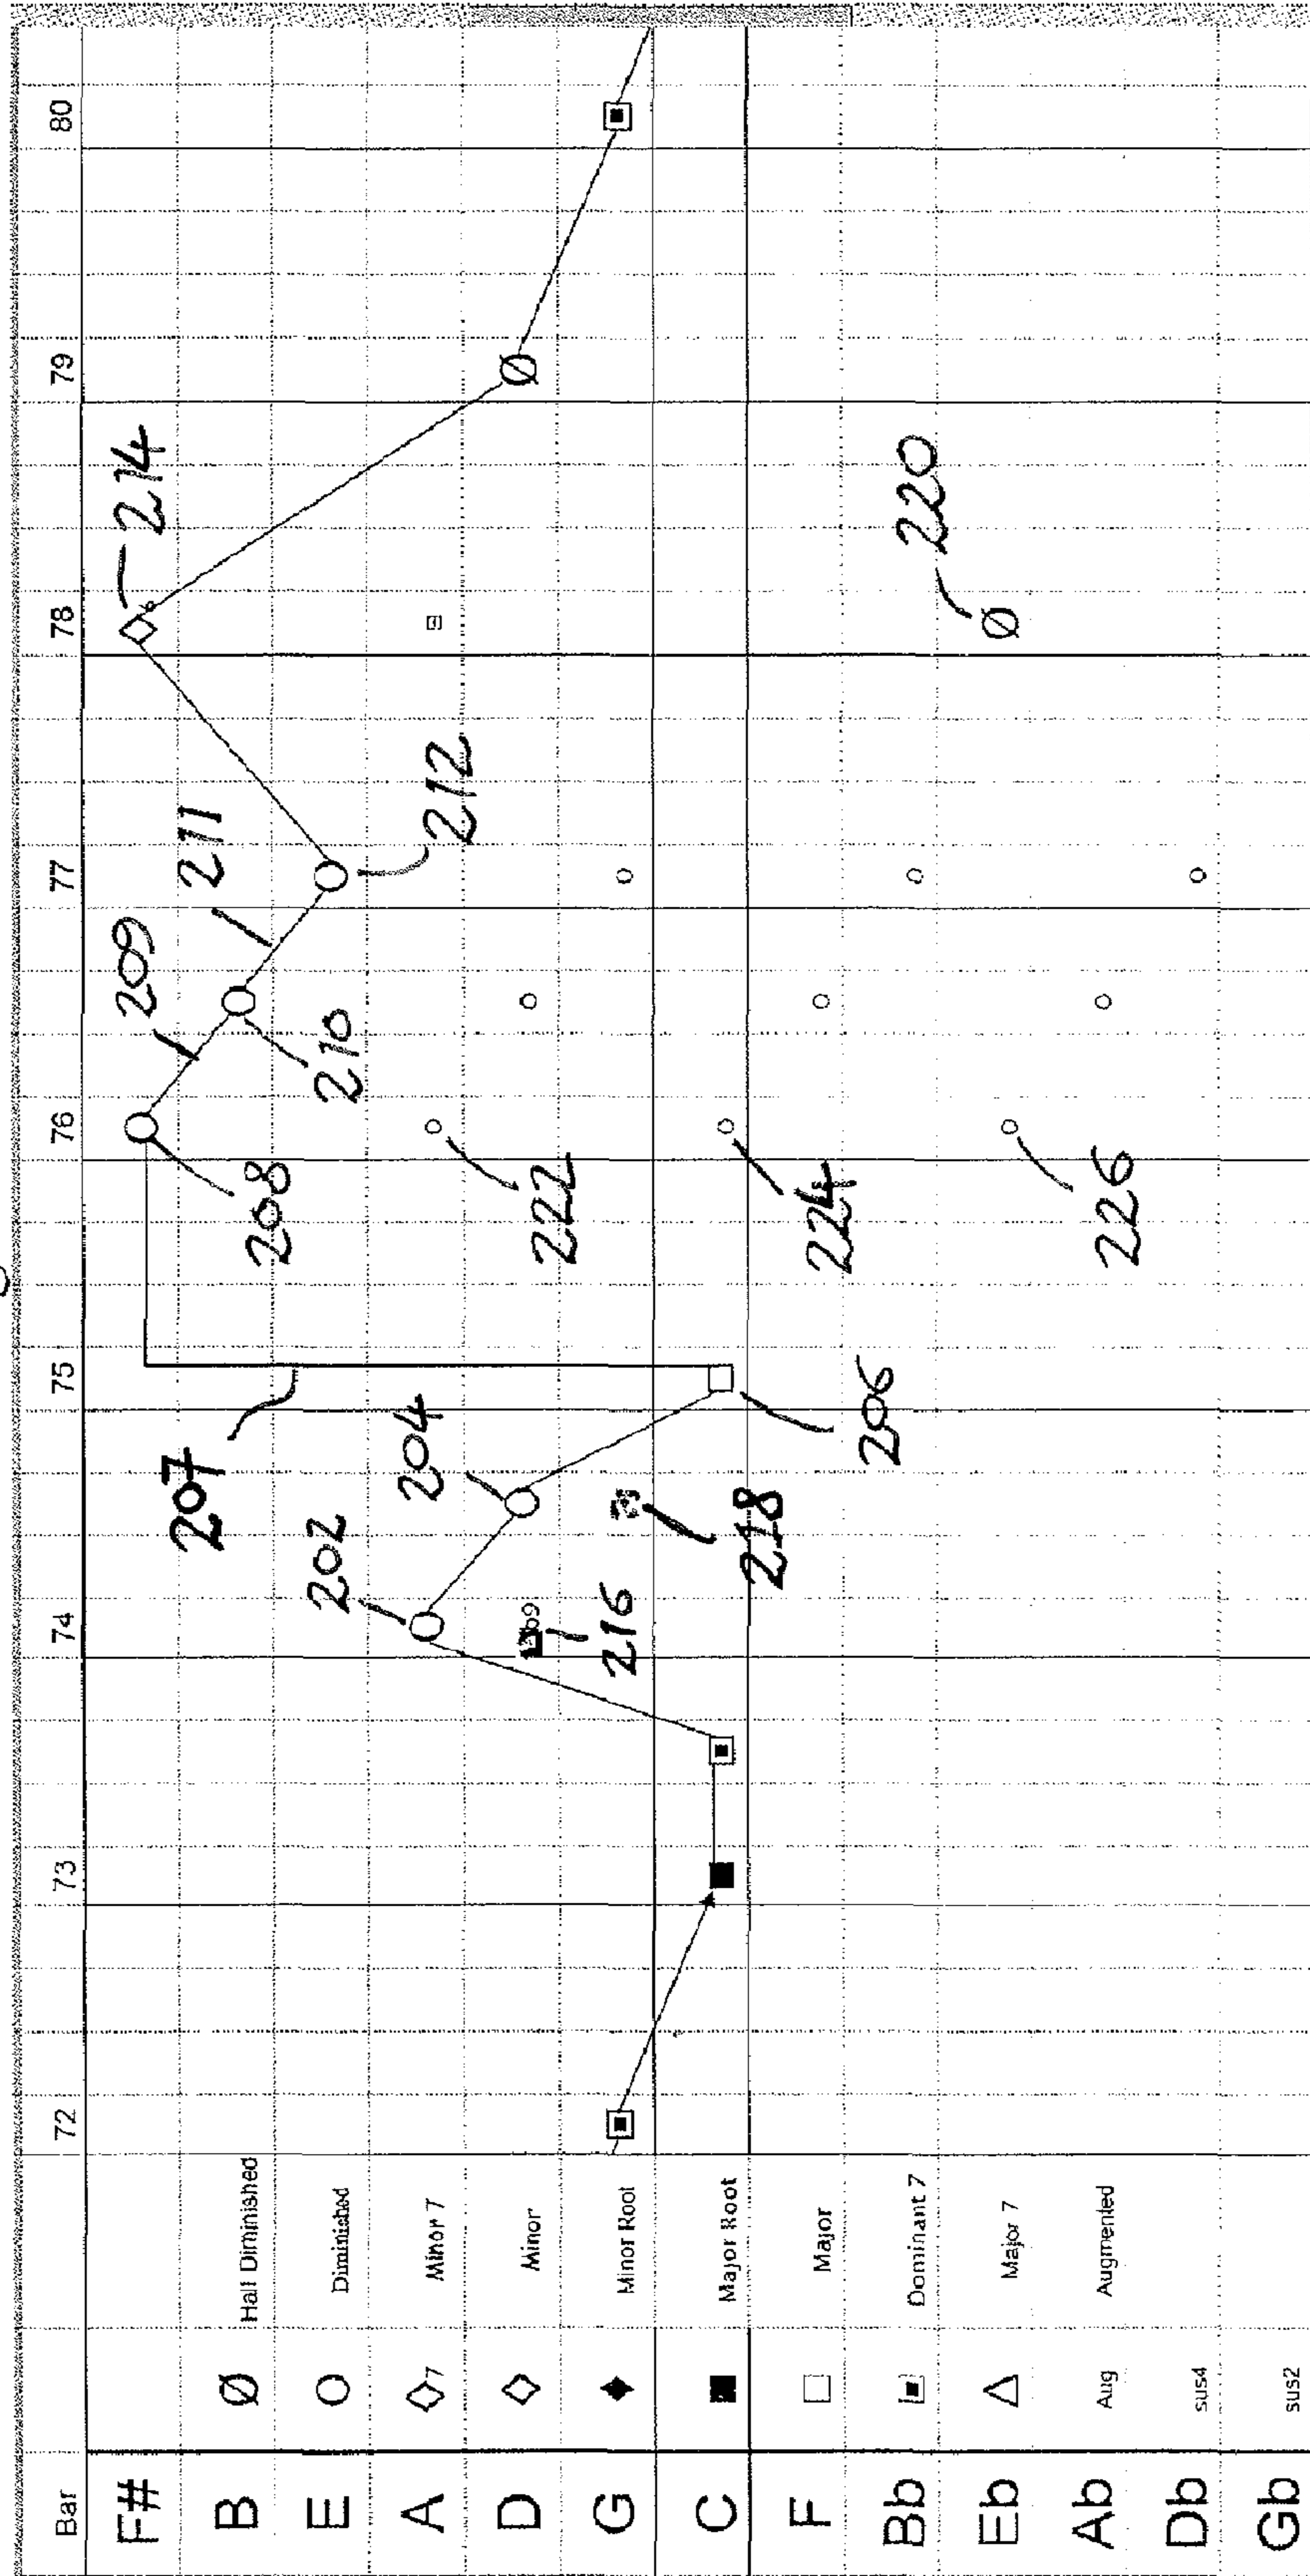 Bar 72 73 74 75 76 77 78 79 80
F#
B Ø Half Diminished
E Diminished
A 7 Minor 7
D Minor
G Minor Root
C Major Root
F Major
Bb Dominant 7
Eb Major 7
Ab Aug Augmented
Db sus4
Gb sus2
207
209
211
214
208
210
202
204
212
216
b9
218
222
220
206
224
226
6
Ø
Ø